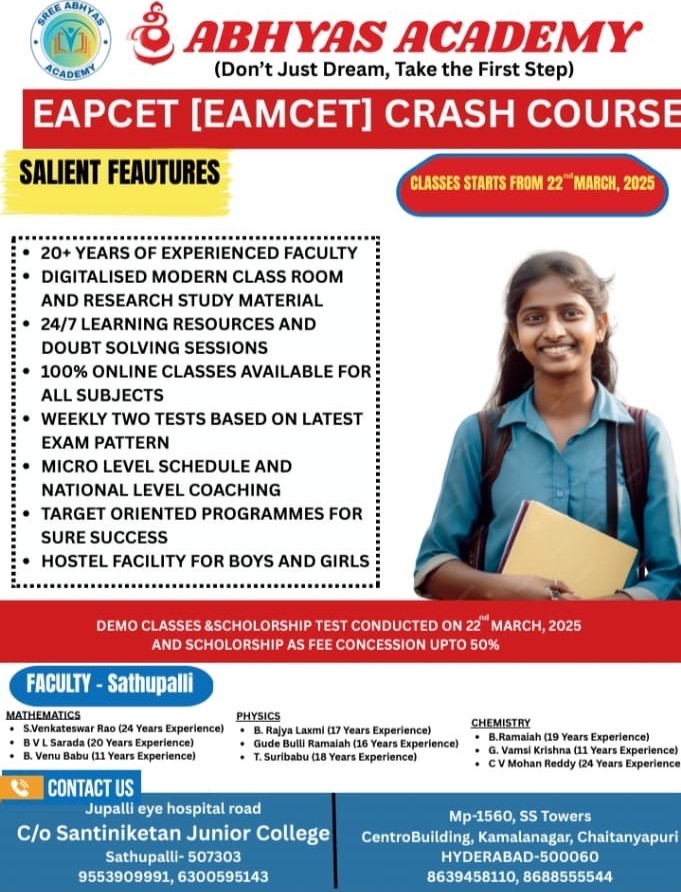 SREE ABHYAS
ACADEMY
శ్రీ ABHYAS ACADEMY
(Don't Just Dream, Take the First Step)
EAPCET [EAMCET] CRASH COURSE
SALIENT FEAUTURES
CLASSES STARTS FROM 22nd MARCH, 2025
• 20+ YEARS OF EXPERIENCED FACULTY
• DIGITALISED MODERN CLASS ROOM
AND RESEARCH STUDY MATERIAL
• 24/7 LEARNING RESOURCES AND
DOUBT SOLVING SESSIONS
• 100% ONLINE CLASSES AVAILABLE FOR
ALL SUBJECTS
• WEEKLY TWO TESTS BASED ON LATEST
EXAM PATTERN
• MICRO LEVEL SCHEDULE AND
NATIONAL LEVEL COACHING
• TARGET ORIENTED PROGRAMMES FOR
SURE SUCCESS
• HOSTEL FACILITY FOR BOYS AND GIRLS
DEMO CLASSES &SCHOLORSHIP TEST CONDUCTED ON 22nd MARCH, 2025
AND SCHOLORSHIP AS FEE CONCESSION UPTO 50%
FACULTY - Sathupalli
MATHEMATICS
• S.Venkateswar Rao (24 Years Experience)
• B V L Sarada (20 Years Experience)
• B. Venu Babu (11 Years Experience)
PHYSICS
• B. Rajya Laxmi (17 Years Experience)
• Gude Bulli Ramaiah (16 Years Experience)
• T. Suribabu (18 Years Experience)
CHEMISTRY
• B.Ramaiah (19 Years Experience)
• G. Vamsi Krishna (11 Years Experience)
• C V Mohan Reddy (24 Years Experience
CONTACT US
Jupalli eye hospital road
C/o Santiniketan Junior College
Sathupalli- 507303
9553909991, 6300595143
Mp-1560, SS Towers
CentroBuilding, Kamalanagar, Chaitanyapuri
HYDERABAD-500060
8639458110, 8688555544